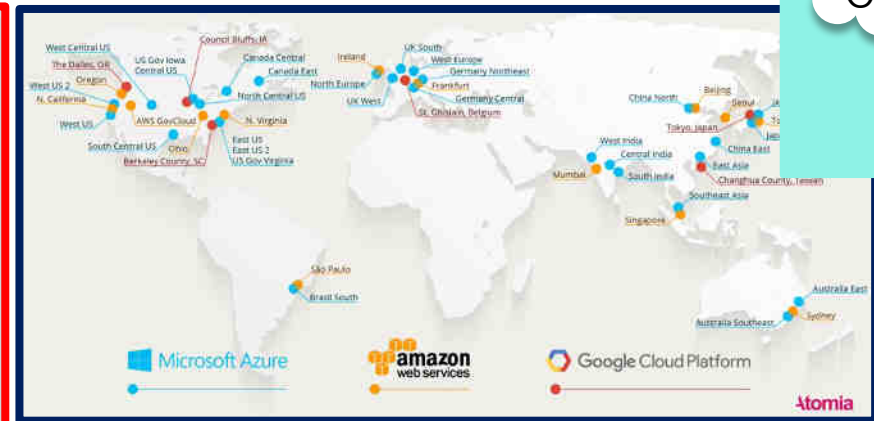 West Central US
The Dalles, OR
Oregon
West US 2
N. California
West US
AWS GovCloud
South Central US
Ohio
Berkeley County, SC
US Gov Iowa
Central US
Council Bluffs, IA
Canada Central
Canada East
North Central US
N. Virginia
East US
East US 2
US Gov Virginia
São Paulo
Brazil South
Ireland
North Europe
UK South
UK West
West Europe
Germany Northeast
Frankfurt
Germany Central
St. Ghislain, Belgium
China North
Beijing
Seoul
Tokyo, Japan
China East
East Asia
Changhua County, Taiwan
West India
Central India
Mumbai
South India
Southeast Asia
Singapore
Australia East
Sydney
Australia Southeast
Microsoft Azure
amazon
web services
Google Cloud Platform
Atomia